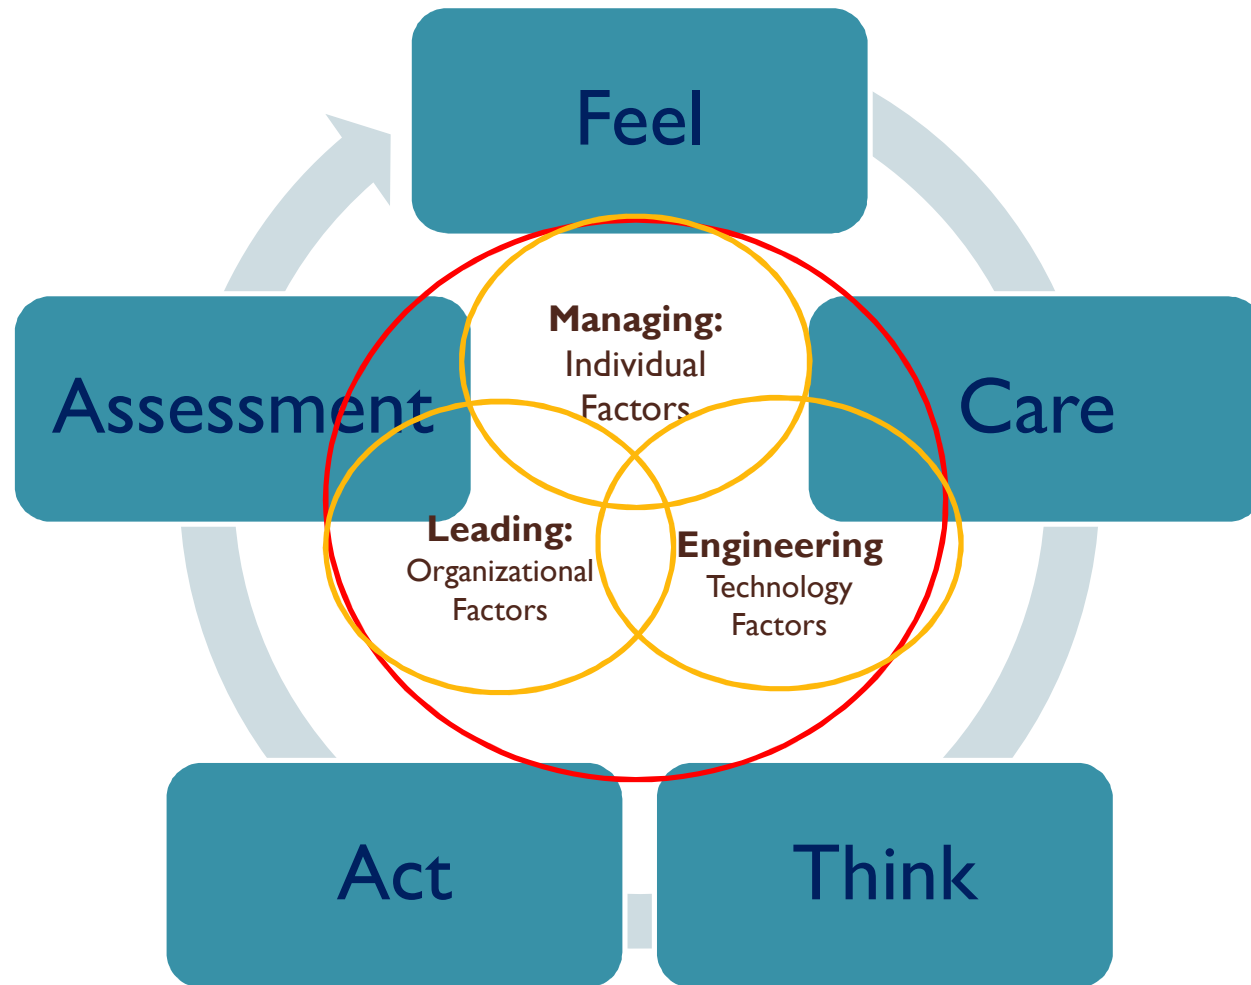 Feel
Managing:
Individual
Factors
Assessment
Care
Leading:
Organizational
Factors
Engineering
Technology
Factors
Act
Think